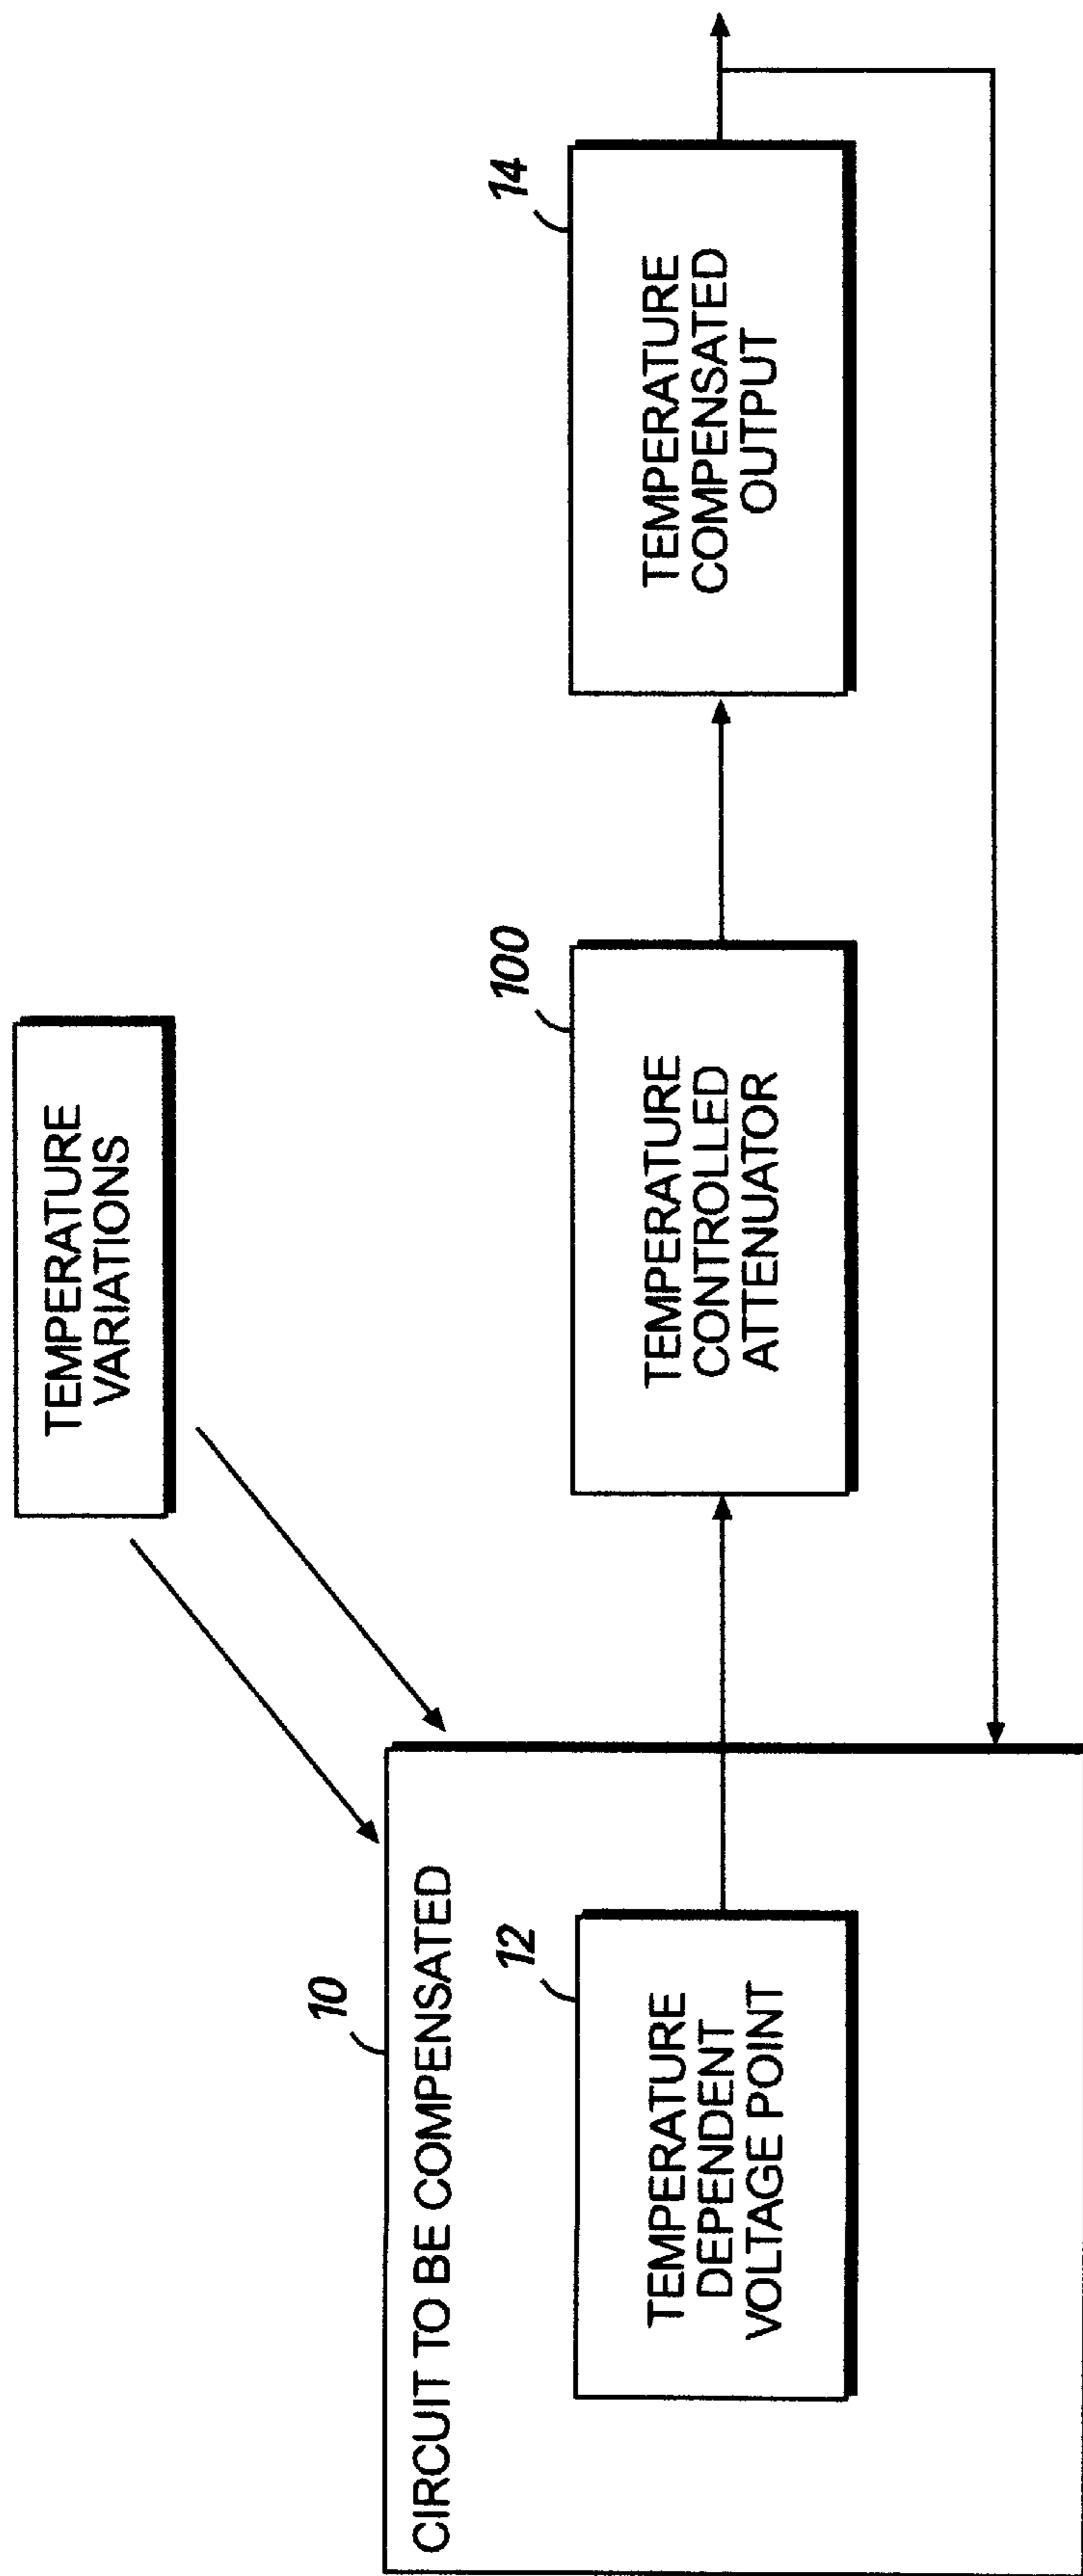 TEMPERATURE
VARIATIONS
10
CIRCUIT TO BE COMPENSATED
12
TEMPERATURE
DEPENDENT
VOLTAGE POINT
100
TEMPERATURE
CONTROLLED
ATTENUATOR
14
TEMPERATURE
COMPENSATED
OUTPUT